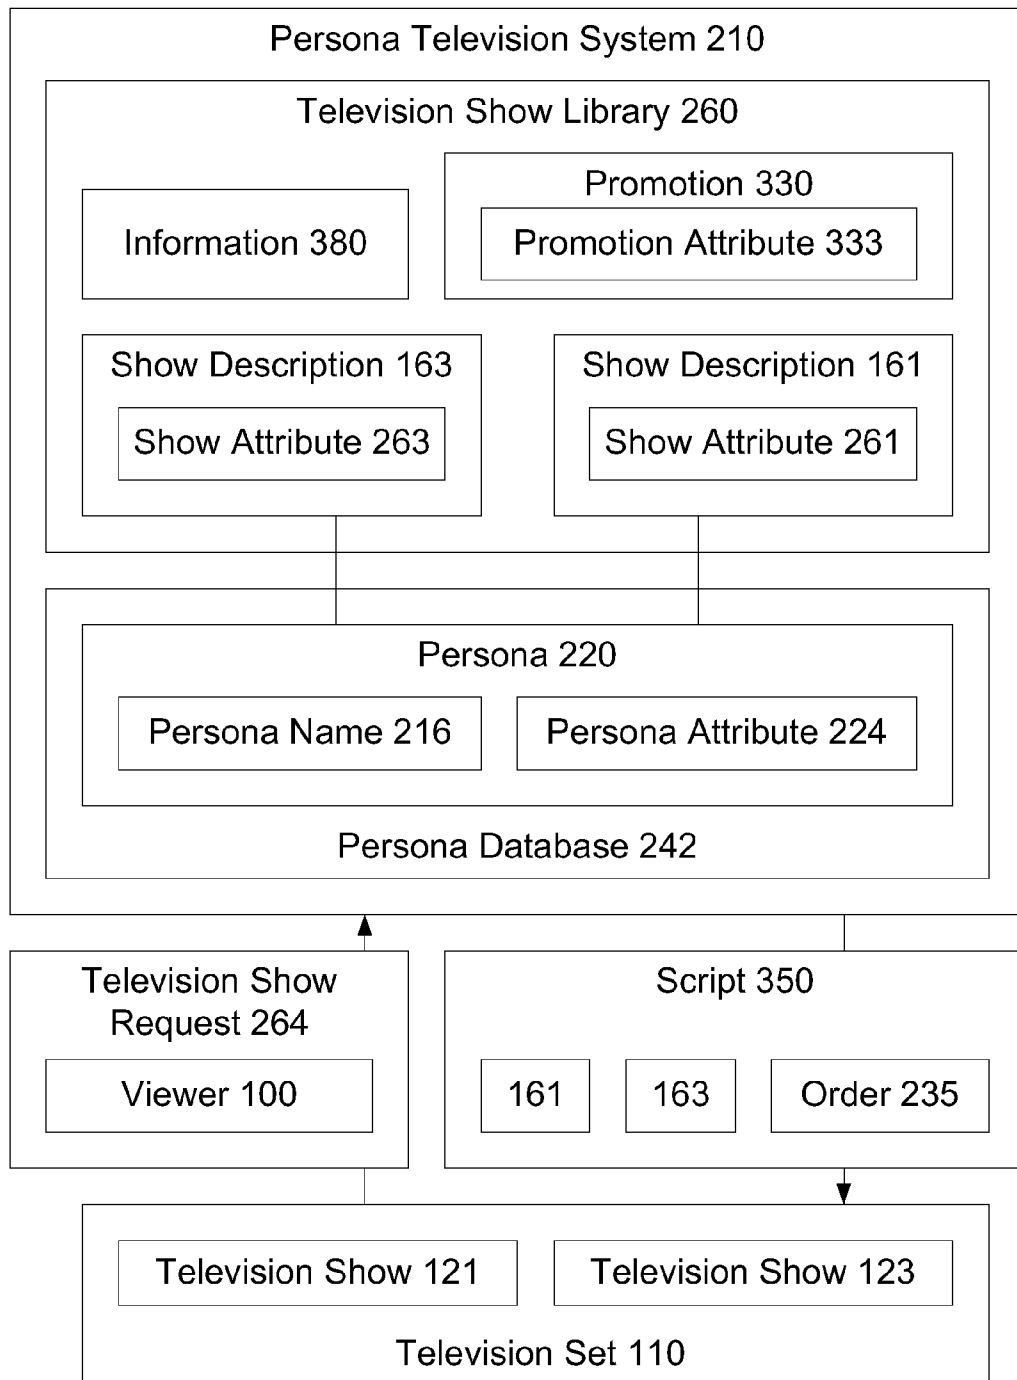 Persona Television System 210
Television Show Library 260
Promotion 330
Information 380
Promotion Attribute 333
Show Description 163
Show Description 161
Show Attribute 263
Show Attribute 261
Persona 220
Persona Name 216
Persona Attribute 224
Persona Database 242
Television Show
Request 264
Script 350
Viewer 100
161
163
Order 235
Television Show 121
Television Show 123
Television Set 110